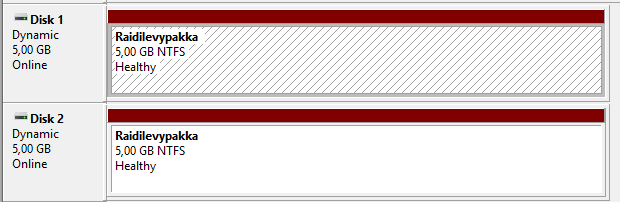 Disk 1
Dynamic
5,00 GB
Online
Raidilevypakka
5,00 GB NTFS
Healthy
Disk 2
Dynamic
5,00 GB
Online
Raidilevypakka
5,00 GB NTFS
Healthy